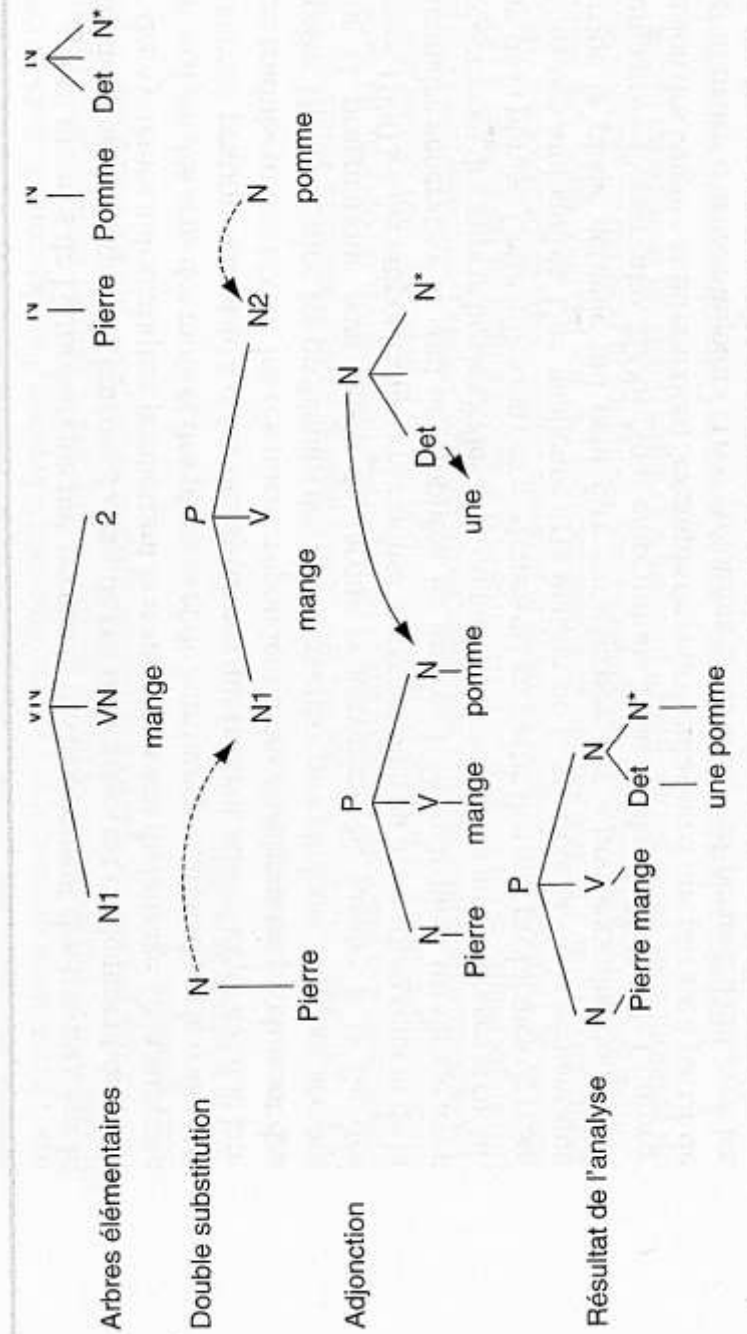 VN N N N
N1 VN 2 Pierre Pomme Det N*
mange
Arbres élémentaires
Double substitution
N P
Pierre N1 V N2 N
mange pomme
Adjonction
P N
N V N Det N*
Pierre mange pomme une
Résultat de l'analyse
P
N V N
Pierre mange Det N*
une pomme